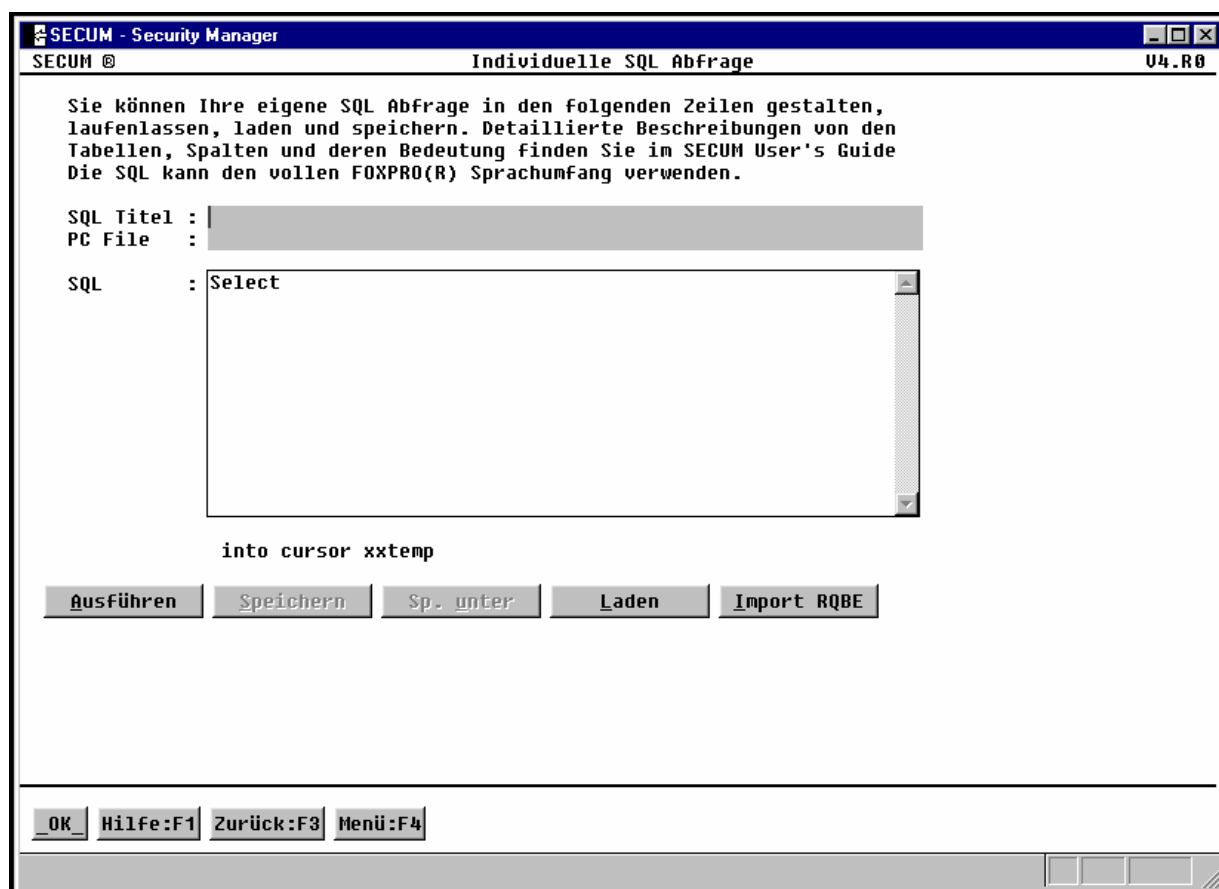 SECUM - Security Manager
SECUM ® Individuelle SQL Abfrage V4.R0
Sie können Ihre eigene SQL Abfrage in den folgenden Zeilen gestalten,
laufenlassen, laden und speichern. Detaillierte Beschreibungen von den
Tabellen, Spalten und deren Bedeutung finden Sie im SECUM User's Guide
Die SQL kann den vollen FOXPRO(R) Sprachumfang verwenden.
SQL Titel :
PC File :
SQL : Select
into cursor xxtemp
Ausführen Speichern Sp. unter Laden Import RQBE
_OK_ Hilfe:F1 Zurück:F3 Menü:F4